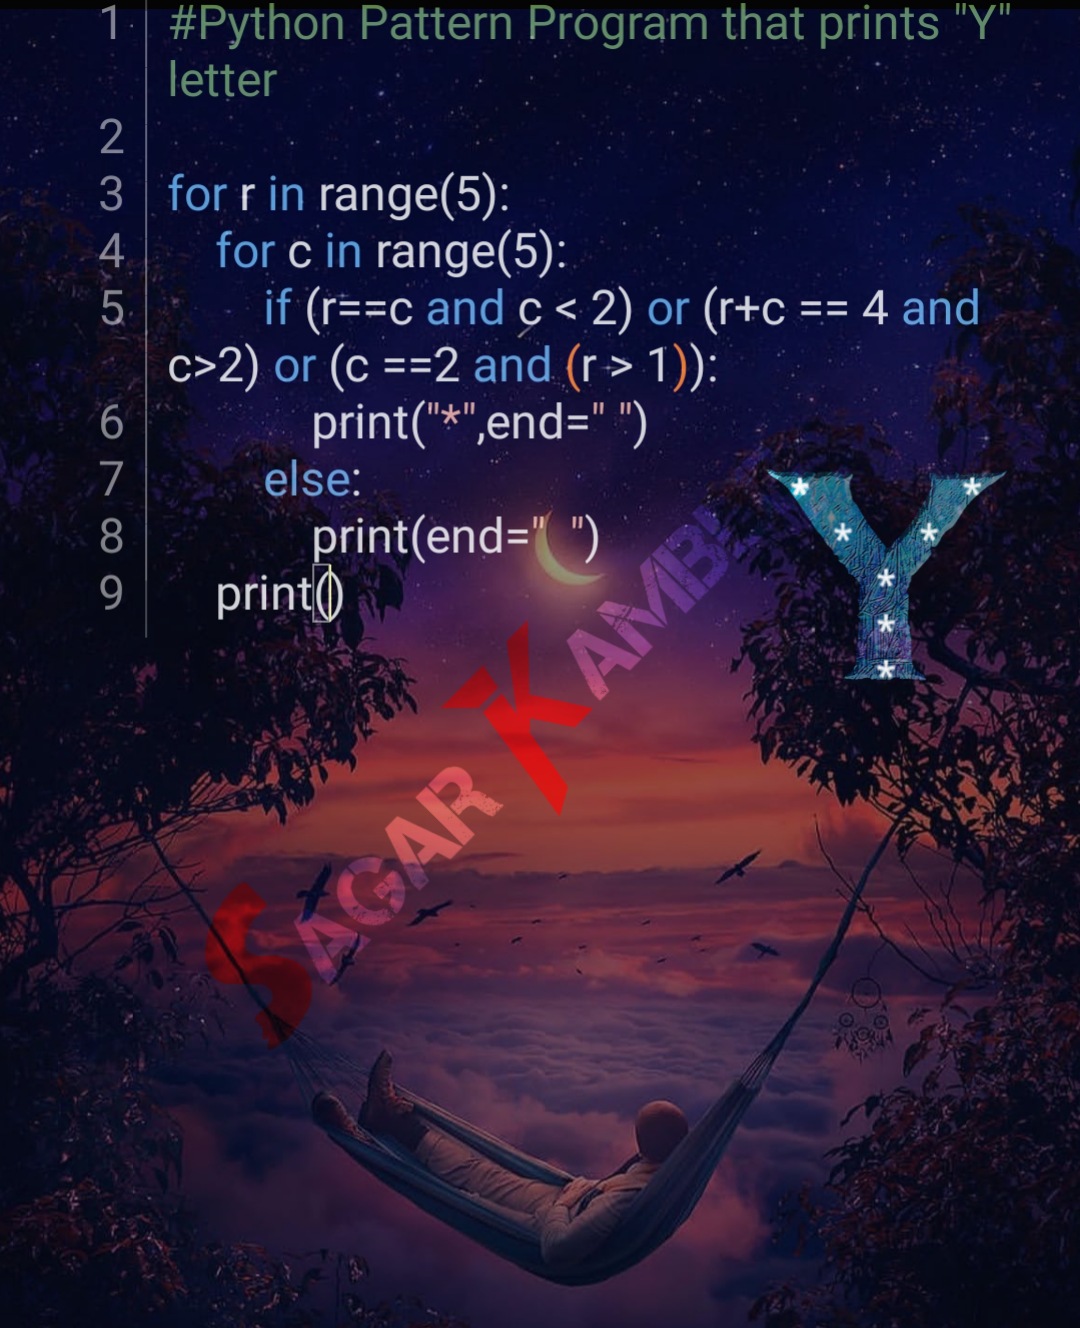 1 #Python Pattern Program that prints "Y"
letter
2
3 for r in range(5):
4 for c in range(5):
5 if (r==c and c < 2) or (r+c == 4 and
c>2) or (c ==2 and (r > 1)):
6 print("*",end=" ")
7 else:
8 print(end="  ")
9 print()
Y
* *
* *
*
*
*
SAGAR KAMB